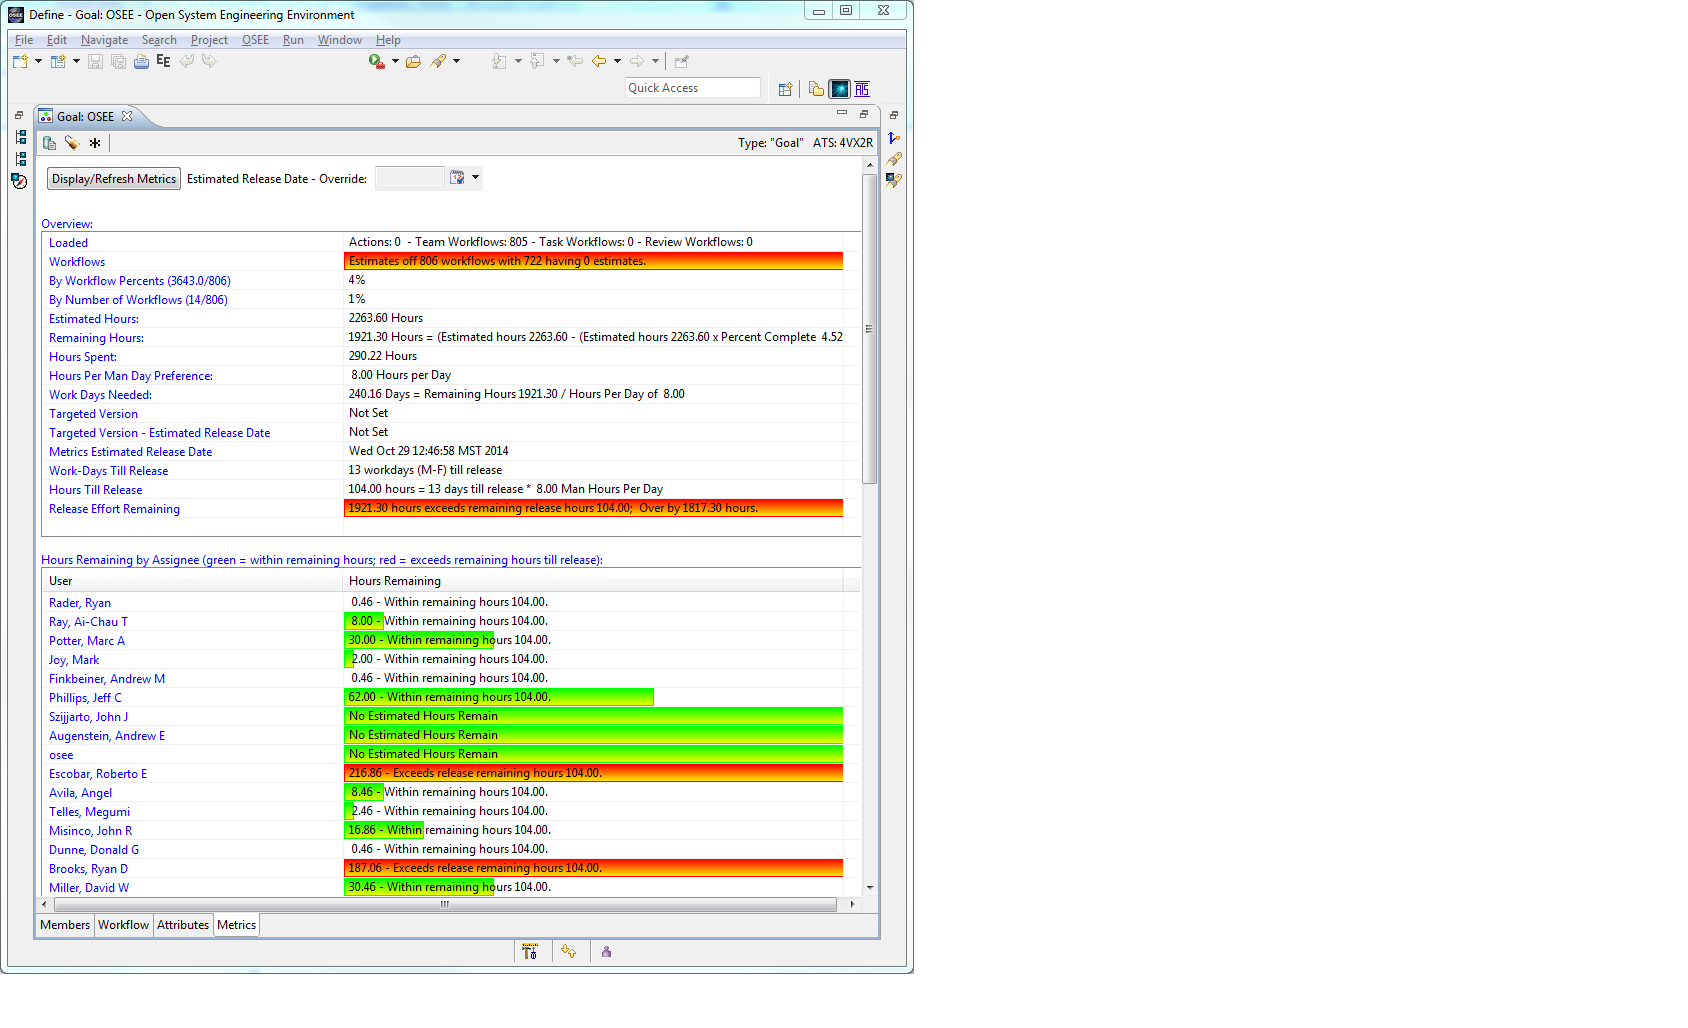 Define - Goal: OSEE - Open System Engineering Environment
File Edit Navigate Search Project OSEE Run Window Help
EE
Quick Access
Goal: OSEE
Type: "Goal" ATS: 4VX2R
Display/Refresh Metrics Estimated Release Date - Override:
Overview:
Loaded Actions: 0 - Team Workflows: 805 - Task Workflows: 0 - Review Workflows: 0
Workflows Estimates off 806 workflows with 722 having 0 estimates.
By Workflow Percents (3643.0/806) 4%
By Number of Workflows (14/806) 1%
Estimated Hours: 2263.60 Hours
Remaining Hours: 1921.30 Hours = (Estimated hours 2263.60 - (Estimated hours 2263.60 x Percent Complete 4.52
Hours Spent: 290.22 Hours
Hours Per Man Day Preference: 8.00 Hours per Day
Work Days Needed: 240.16 Days = Remaining Hours 1921.30 / Hours Per Day of 8.00
Targeted Version Not Set
Targeted Version - Estimated Release Date Not Set
Metrics Estimated Release Date Wed Oct 29 12:46:58 MST 2014
Work-Days Till Release 13 workdays (M-F) till release
Hours Till Release 104.00 hours = 13 days till release * 8.00 Man Hours Per Day
Release Effort Remaining 1921.30 hours exceeds remaining release hours 104.00; Over by 1817.30 hours.
Hours Remaining by Assignee (green = within remaining hours; red = exceeds remaining hours till release):
User Hours Remaining
Rader, Ryan 0.46 - Within remaining hours 104.00.
Ray, Ai-Chau T 8.00 - Within remaining hours 104.00.
Potter, Marc A 30.00 - Within remaining hours 104.00.
Joy, Mark 2.00 - Within remaining hours 104.00.
Finkbeiner, Andrew M 0.46 - Within remaining hours 104.00.
Phillips, Jeff C 62.00 - Within remaining hours 104.00.
Szijjarto, John J No Estimated Hours Remain
Augenstein, Andrew E No Estimated Hours Remain
osee No Estimated Hours Remain
Escobar, Roberto E 216.86 - Exceeds release remaining hours 104.00.
Avila, Angel 8.46 - Within remaining hours 104.00.
Telles, Megumi 2.46 - Within remaining hours 104.00.
Misinco, John R 16.86 - Within remaining hours 104.00.
Dunne, Donald G 0.46 - Within remaining hours 104.00.
Brooks, Ryan D 187.06 - Exceeds release remaining hours 104.00.
Miller, David W 30.46 - Within remaining hours 104.00.
Members Workflow Attributes Metrics